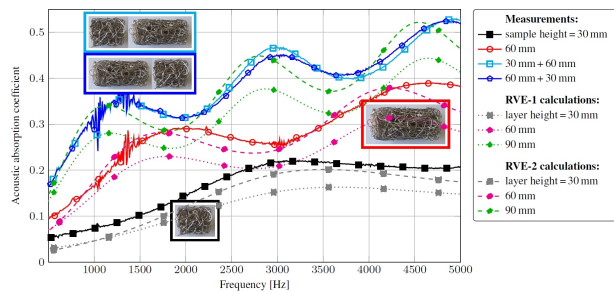 Acoustic absorption coefficient
0.5
0.4
0.3
0.2
0.1
0
1000 1500 2000 2500 3000 3500 4000 4500 5000
Frequency [Hz]
Measurements:
sample height = 30 mm
60 mm
30 mm + 60 mm
60 mm + 30 mm
RVE-1 calculations:
layer height = 30 mm
60 mm
90 mm
RVE-2 calculations:
layer height = 30 mm
60 mm
90 mm